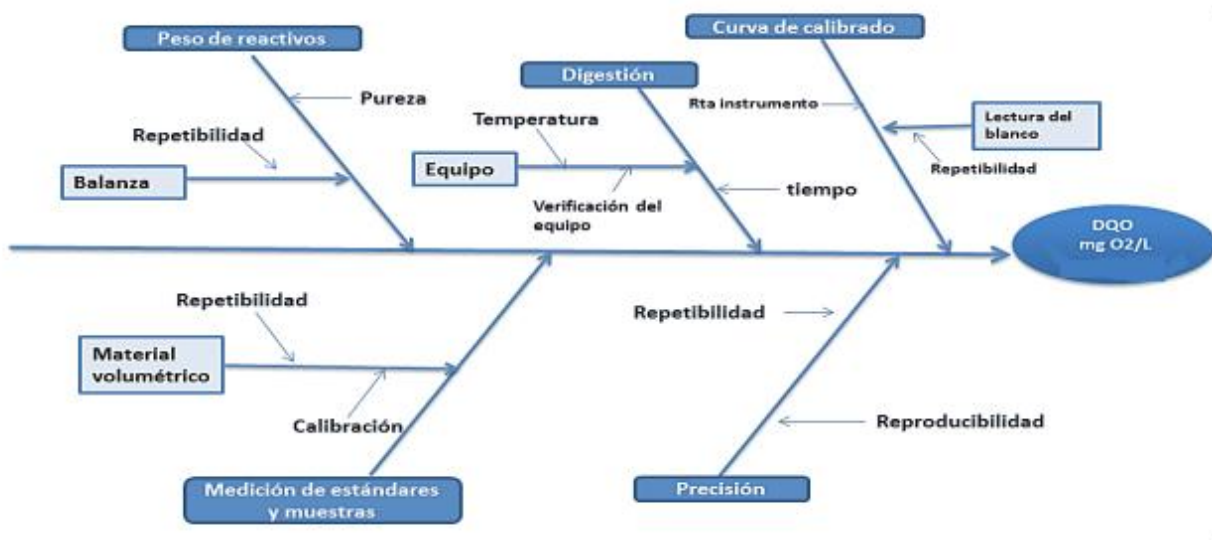 Peso de reactivos
Pureza
Repetibilidad
Balanza
Digestión
Temperatura
Equipo
Verificación del
equipo
tiempo
Curva de calibrado
Rta instrumento
Lectura del
blanco
Repetibilidad
DQO
mg O2/L
Repetibilidad
Material
volumétrico
Calibración
Medición de estándares
y muestras
Repetibilidad
Reproducibilidad
Precisión